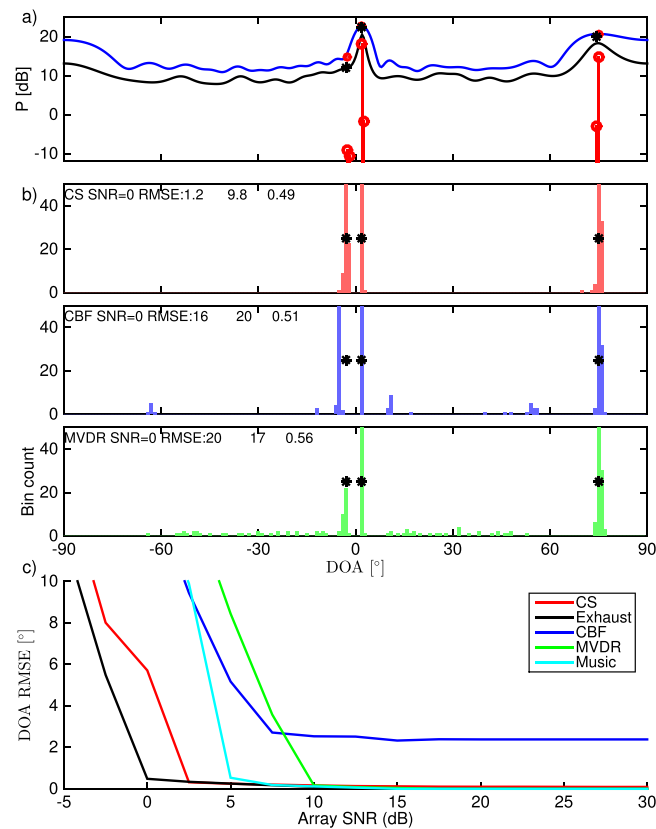 a)
20
10
0
-10
P [dB]
b)
CS SNR=0 RMSE:1.2 9.8 0.49
40
20
0
CBF SNR=0 RMSE:16 20 0.51
40
20
0
MVDR SNR=0 RMSE:20 17 0.56
40
20
0
Bin count
-90 -60 -30 0 30 60 90
DOA [°]
c)
10
8
6
4
2
0
DOA RMSE [°]
CS
Exhaust
CBF
MVDR
Music
-5 0 5 10 15 20 25 30
Array SNR (dB)